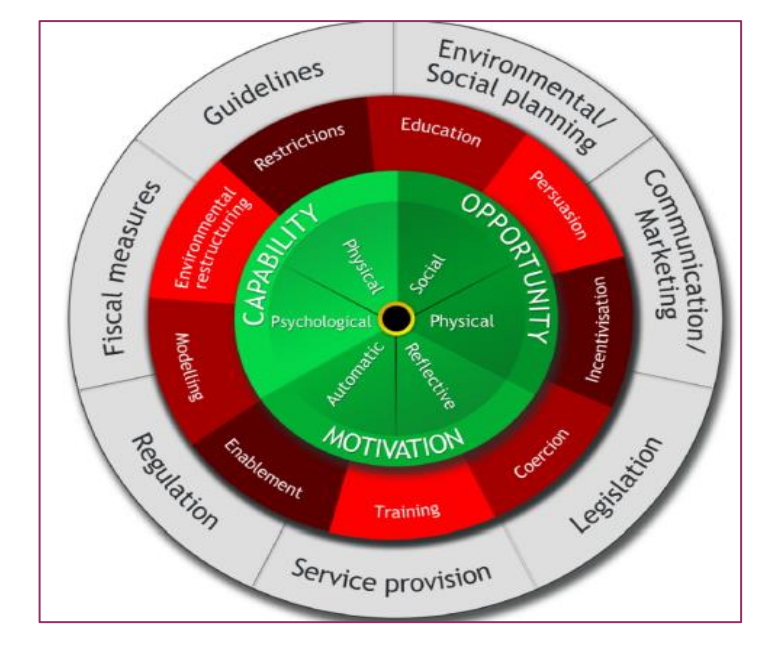 Guidelines
Environmental/
Social planning
Communication/
Marketing
Legislation
Service provision
Regulation
Fiscal measures
Restrictions
Education
Persuasion
Incentivisation
Coercion
Training
Enablement
Modelling
Environmental
restructuring
CAPABILITY
OPPORTUNITY
MOTIVATION
Physical
Social
Psychological
Physical
Automatic
Reflective